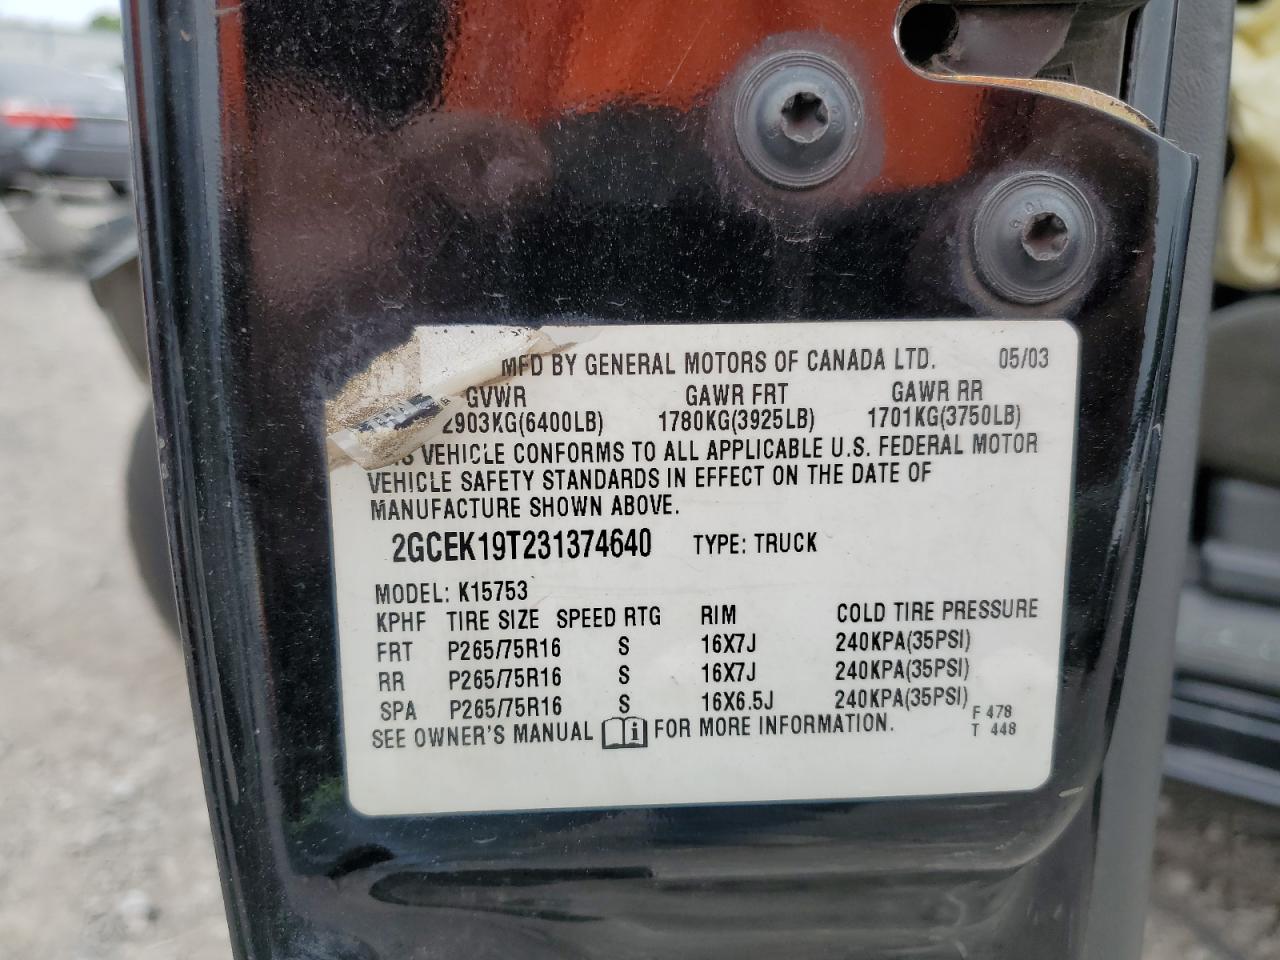 MFD BY GENERAL MOTORS OF CANADA LTD. 05/03
GVWR GAWR FRT GAWR RR
2903KG(6400LB) 1780KG(3925LB) 1701KG(3750LB)
VEHICLE CONFORMS TO ALL APPLICABLE U.S. FEDERAL MOTOR
VEHICLE SAFETY STANDARDS IN EFFECT ON THE DATE OF
MANUFACTURE SHOWN ABOVE.
2GCEK19T231374640 TYPE: TRUCK
MODEL: K15753
KPHF TIRE SIZE SPEED RTG RIM COLD TIRE PRESSURE
FRT P265/75R16 S 16X7J 240KPA(35PSI)
RR P265/75R16 S 16X7J 240KPA(35PSI)
SPA P265/75R16 S 16X6.5J 240KPA(35PSI)
F 478
SEE OWNER'S MANUAL i FOR MORE INFORMATION. T 448